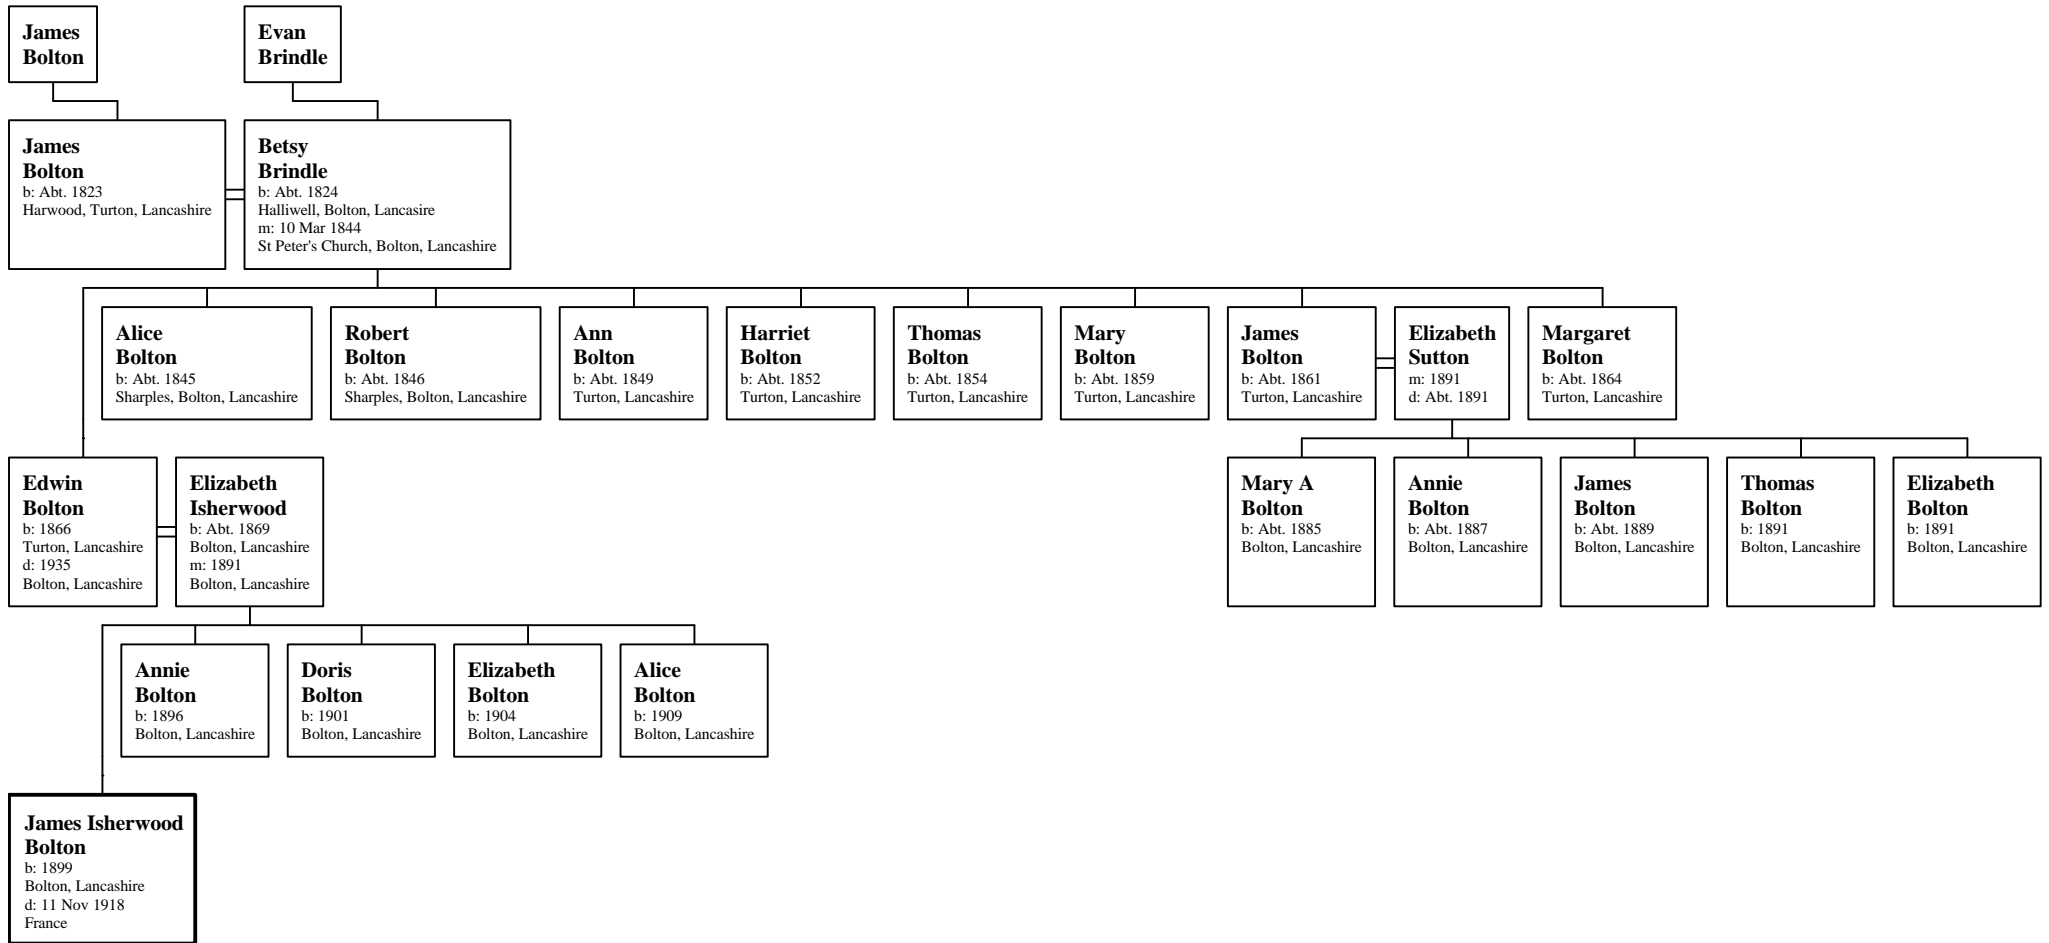 James
Bolton
Evan
Brindle
James
Bolton
b: Abt. 1823
Harwood, Turton, Lancashire
Betsy
Brindle
b: Abt. 1824
Halliwell, Bolton, Lancasire
m: 10 Mar 1844
St Peter's Church, Bolton, Lancashire
Alice
Bolton
b: Abt. 1845
Sharples, Bolton, Lancashire
Robert
Bolton
b: Abt. 1846
Sharples, Bolton, Lancashire
Ann
Bolton
b: Abt. 1849
Turton, Lancashire
Harriet
Bolton
b: Abt. 1852
Turton, Lancashire
Thomas
Bolton
b: Abt. 1854
Turton, Lancashire
Mary
Bolton
b: Abt. 1859
Turton, Lancashire
James
Bolton
b: Abt. 1861
Turton, Lancashire
Elizabeth
Sutton
m: 1891
d: Abt. 1891
Margaret
Bolton
b: Abt. 1864
Turton, Lancashire
Edwin
Bolton
b: 1866
Turton, Lancashire
d: 1935
Bolton, Lancashire
Elizabeth
Isherwood
b: Abt. 1869
Bolton, Lancashire
m: 1891
Bolton, Lancashire
Mary A
Bolton
b: Abt. 1885
Bolton, Lancashire
Annie
Bolton
b: Abt. 1887
Bolton, Lancashire
James
Bolton
b: Abt. 1889
Bolton, Lancashire
Thomas
Bolton
b: 1891
Bolton, Lancashire
Elizabeth
Bolton
b: 1891
Bolton, Lancashire
Annie
Bolton
b: 1896
Bolton, Lancashire
Doris
Bolton
b: 1901
Bolton, Lancashire
Elizabeth
Bolton
b: 1904
Bolton, Lancashire
Alice
Bolton
b: 1909
Bolton, Lancashire
James Isherwood
Bolton
b: 1899
Bolton, Lancashire
d: 11 Nov 1918
France